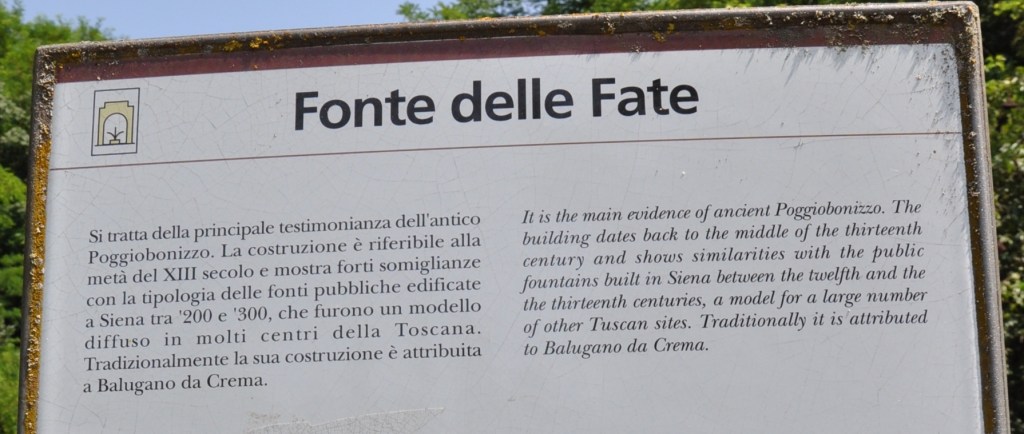 Fonte delle Fate
Si tratta della principale testimonianza dell'antico
Poggiobonizzo. La costruzione è riferibile alla
metà del XIII secolo e mostra forti somiglianze
con la tipologia delle fonti pubbliche edificate
a Siena tra '200 e '300, che furono un modello
diffuso in molti centri della Toscana.
Tradizionalmente la sua costruzione è attribuita
a Balugano da Crema.
It is the main evidence of ancient Poggiobonizzo. The
building dates back to the middle of the thirteenth
century and shows similarities with the public
fountains built in Siena between the twelfth and the
the thirteenth centuries, a model for a large number
of other Tuscan sites. Traditionally it is attributed
to Balugano da Crema.